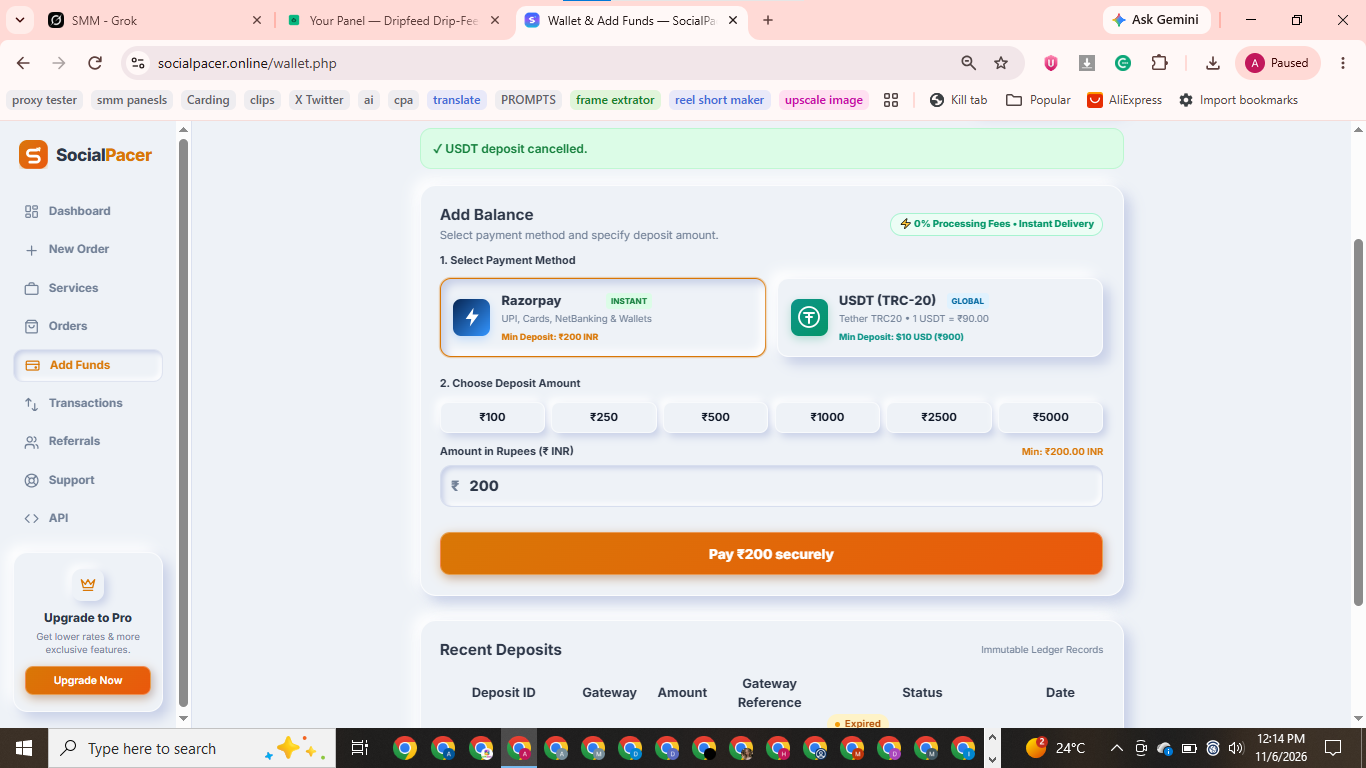 SMM - Grok
Your Panel — Dripfeed Drip-Fee
Wallet & Add Funds — SocialPa
Ask Gemini
socialpacer.online/wallet.php
A Paused
proxy tester
smm panesls
Carding
clips
X Twitter
ai
cpa
translate
PROMPTS
frame extrator
reel short maker
upscale image
Kill tab
Popular
AliExpress
Import bookmarks
SocialPacer
Dashboard
New Order
Services
Orders
Add Funds
Transactions
Referrals
Support
API
Upgrade to Pro
Get lower rates & more
exclusive features.
Upgrade Now
✓ USDT deposit cancelled.
Add Balance
Select payment method and specify deposit amount.
0% Processing Fees • Instant Delivery
1. Select Payment Method
Razorpay INSTANT
UPI, Cards, NetBanking & Wallets
Min Deposit: ₹200 INR
USDT (TRC-20) GLOBAL
Tether TRC20 • 1 USDT = ₹90.00
Min Deposit: $10 USD (₹900)
2. Choose Deposit Amount
₹100
₹250
₹500
₹1000
₹2500
₹5000
Amount in Rupees (₹ INR)
Min: ₹200.00 INR
₹ 200
Pay ₹200 securely
Recent Deposits
Immutable Ledger Records
Deposit ID
Gateway
Amount
Gateway
Reference
Status
Date
Expired
Type here to search
2
24°C
12:14 PM
11/6/2026